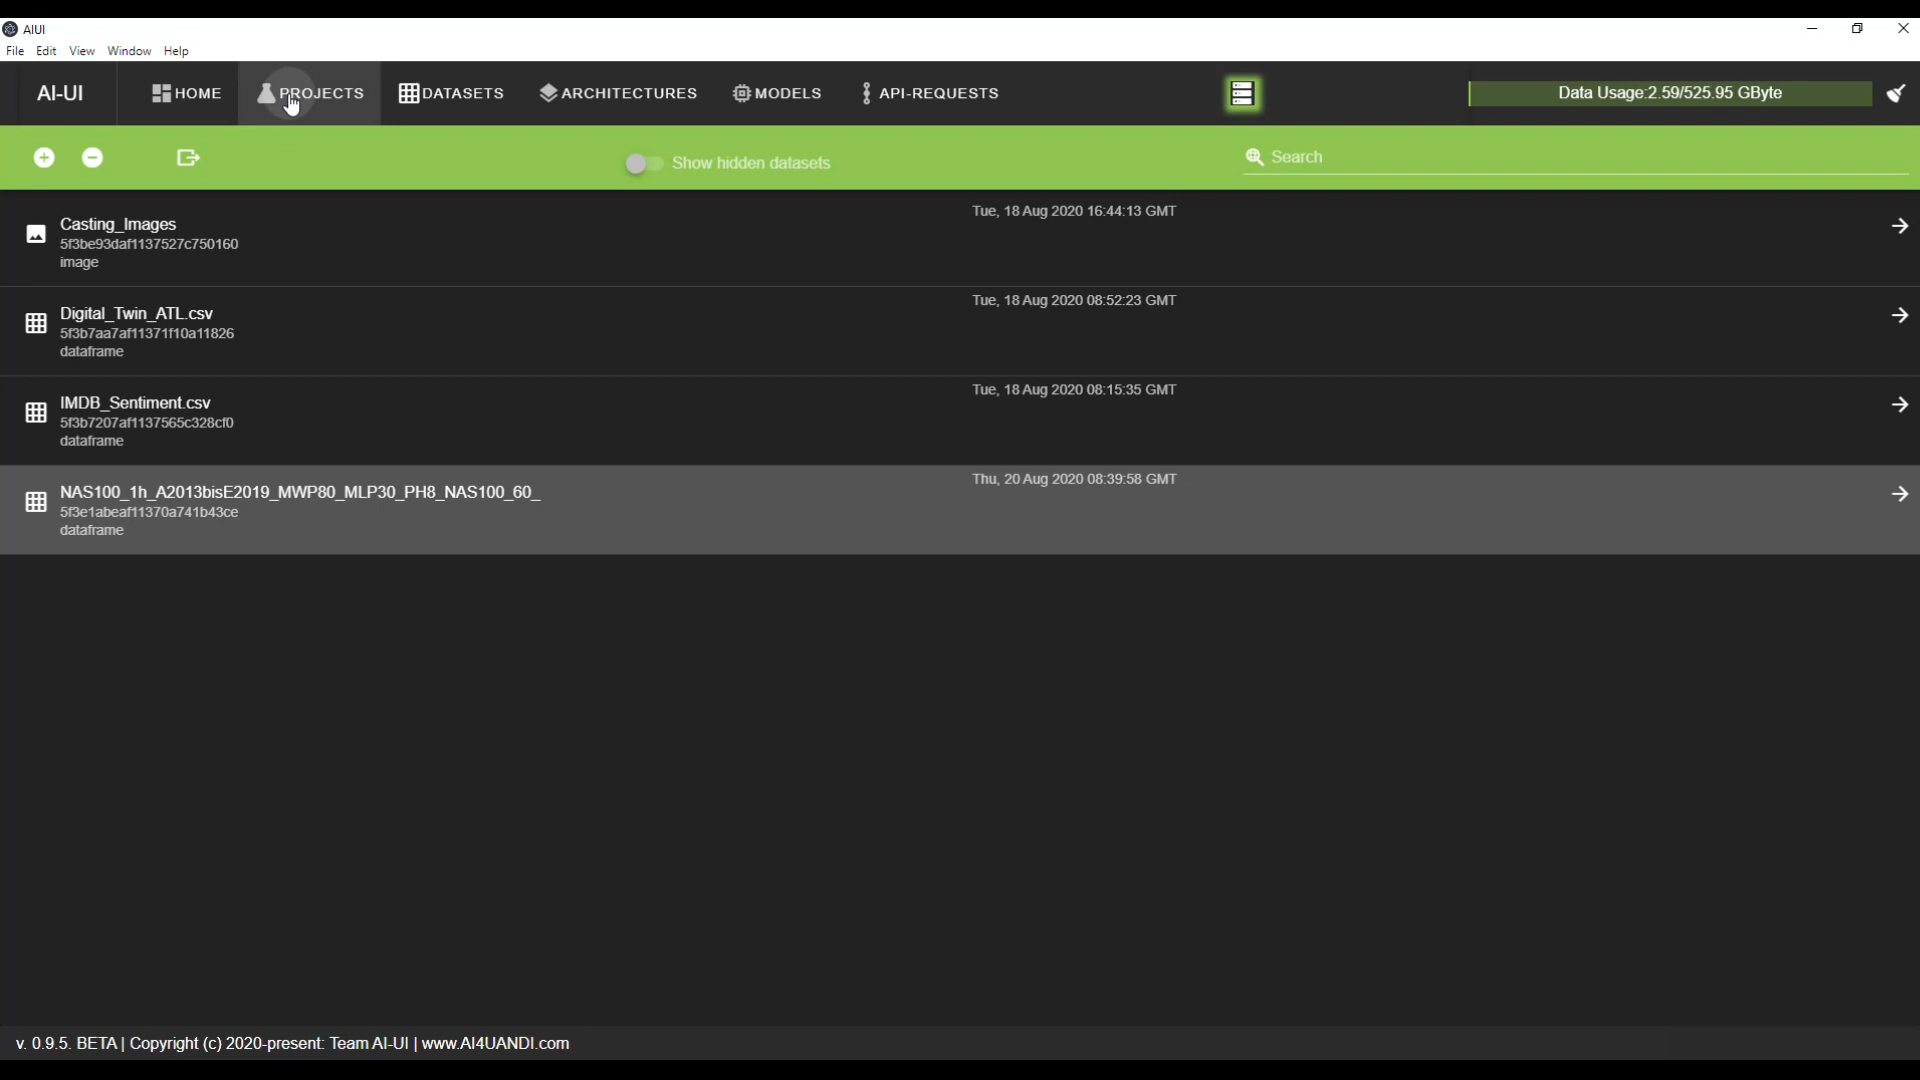 AIUI
File Edit View Window Help
AI-UI HOME PROJECTS DATASETS ARCHITECTURES MODELS API-REQUESTS Data Usage:2.59/525.95 GByte
Show hidden datasets Search
Casting_Images Tue, 18 Aug 2020 16:44:13 GMT
5f3be93daf1137527c750160
image
Digital_Twin_ATL.csv Tue, 18 Aug 2020 08:52:23 GMT
5f3b7aa7af11371f10a11826
dataframe
IMDB_Sentiment.csv Tue, 18 Aug 2020 08:15:35 GMT
5f3b7207af1137565c328cf0
dataframe
NAS100_1h_A2013bisE2019_MWP80_MLP30_PH8_NAS100_60_ Thu, 20 Aug 2020 08:39:58 GMT
5f3e1abeaf11370a741b43ce
dataframe
v. 0.9.5. BETA | Copyright (c) 2020-present: Team AI-UI | www.AI4UANDI.com